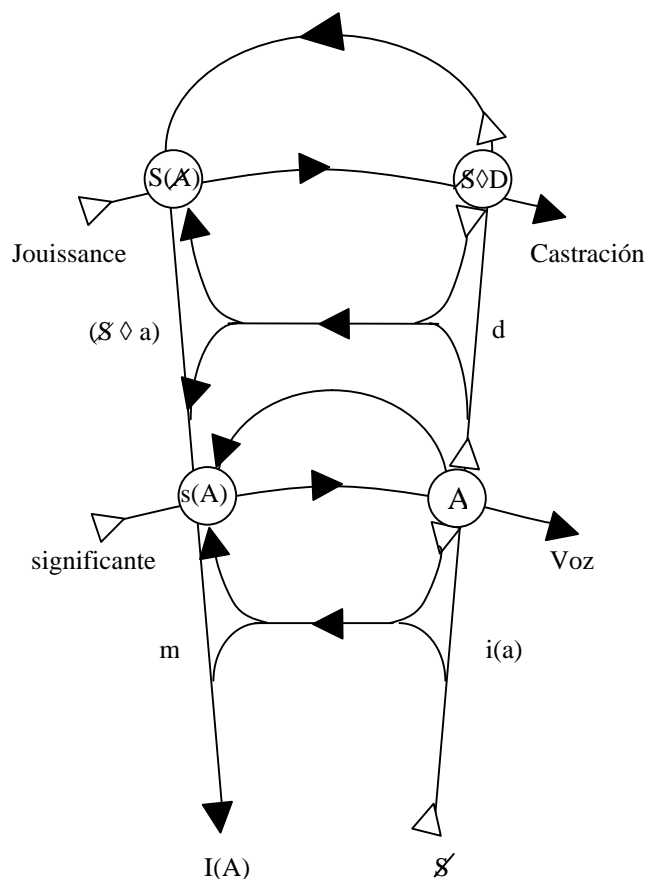 S(Ⱥ) $◊D
Jouissance Castración
($ ◊ a) d
s(A) A
significante Voz
m i(a)
I(A) $